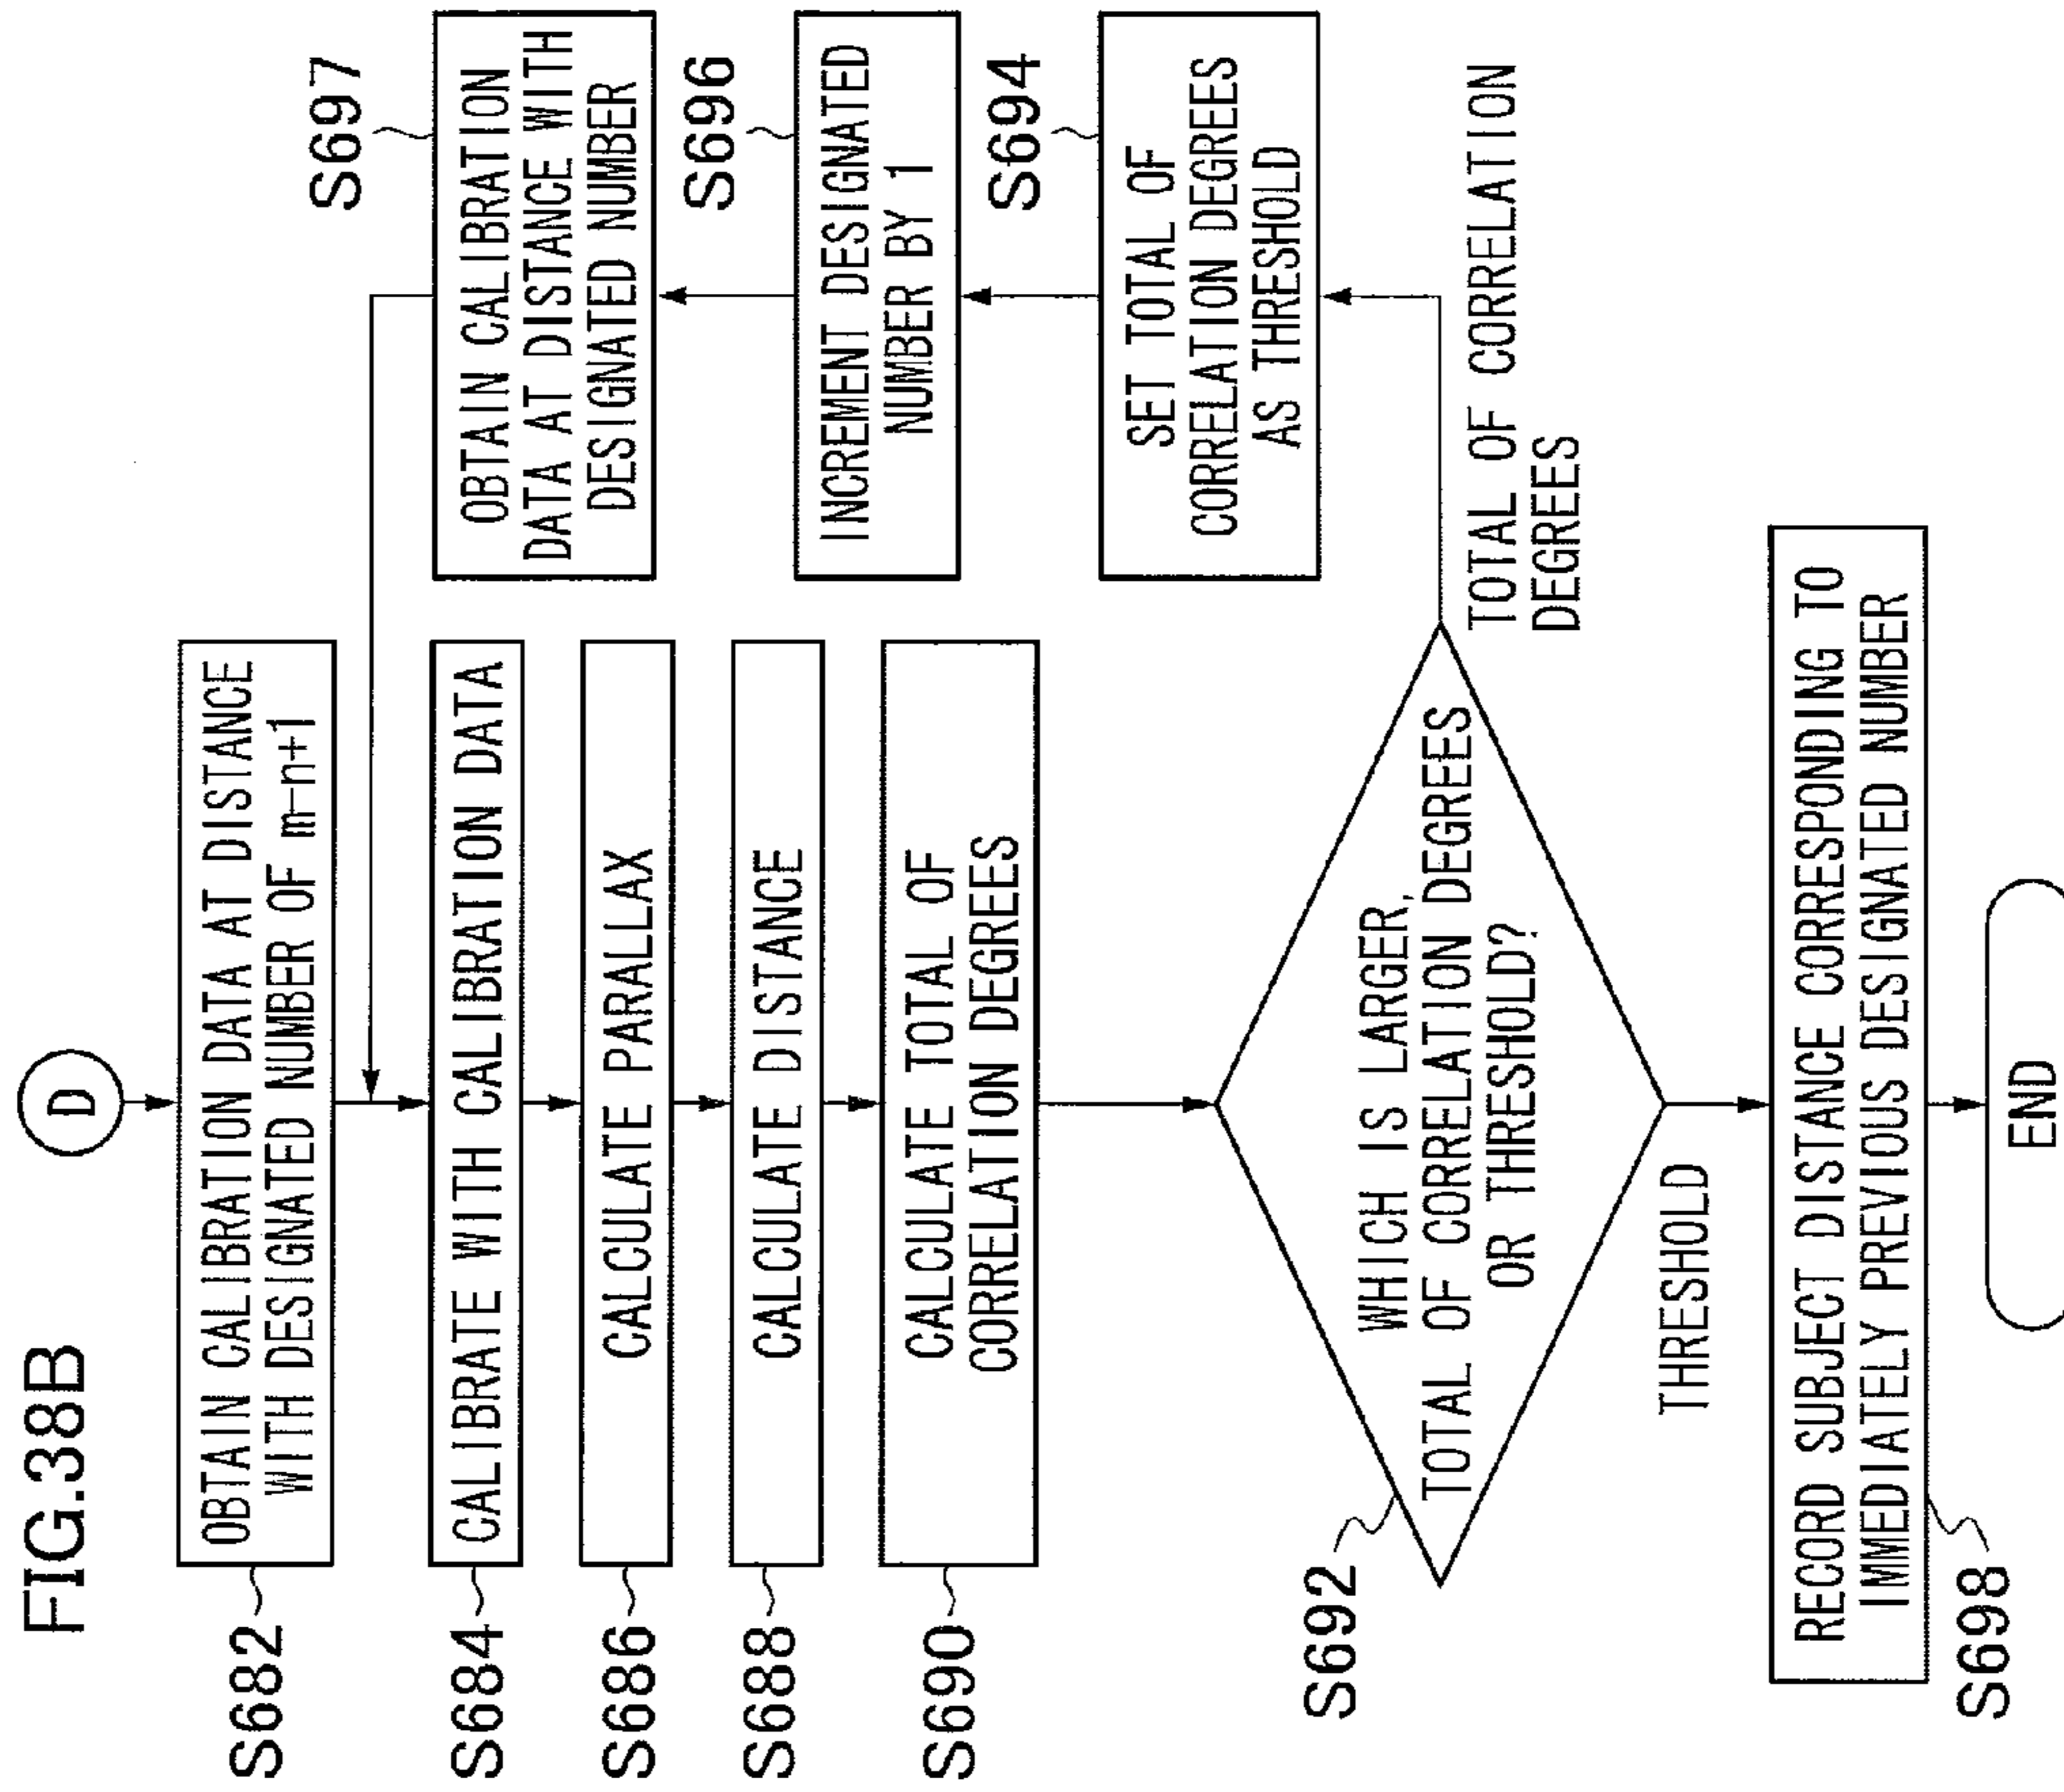 FIG.38B
D
S682
OBTAIN CALIBRATION DATA AT DISTANCE
WITH DESIGNATED NUMBER OF m-n+1
S684
CALIBRATE WITH CALIBRATION DATA
S686
CALCULATE PARALLAX
S688
CALCULATE DISTANCE
S690
CALCULATE TOTAL OF
CORRELATION DEGREES
S692
WHICH IS LARGER,
TOTAL OF CORRELATION DEGREES
OR THRESHOLD?
THRESHOLD
TOTAL OF CORRELATION
DEGREES
S694
SET TOTAL OF
CORRELATION DEGREES
AS THRESHOLD
S696
INCREMENT DESIGNATED
NUMBER BY 1
S697
OBTAIN CALIBRATION
DATA AT DISTANCE WITH
DESIGNATED NUMBER
S698
RECORD SUBJECT DISTANCE CORRESPONDING TO
IMMEDIATELY PREVIOUS DESIGNATED NUMBER
END